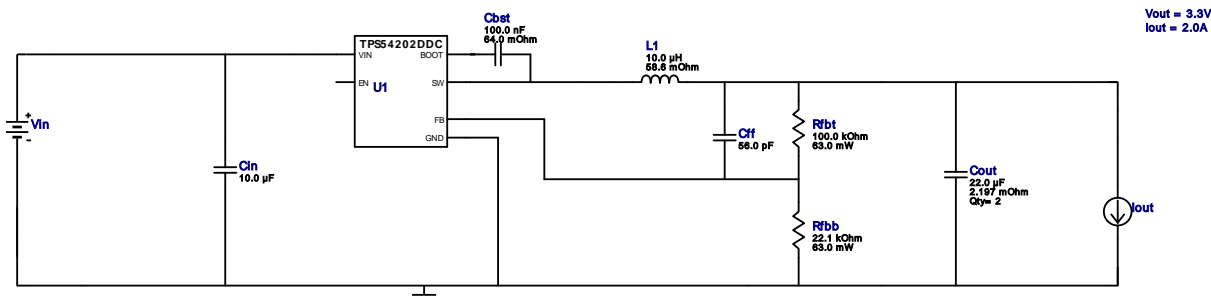 Vout = 3.3V
Iout = 2.0A
Cbst
100.0 nF
64.0 mOhm
TPS54202DDC
VIN
BOOT
EN
U1
SW
FB
GND
L1
10.0 µH
58.6 mOhm
Vin
Cin
10.0 µF
Cff
56.0 pF
Rfbt
100.0 kOhm
63.0 mW
Cout
22.0 µF
2.197 mOhm
Qty= 2
Iout
Rfbb
22.1 kOhm
63.0 mW